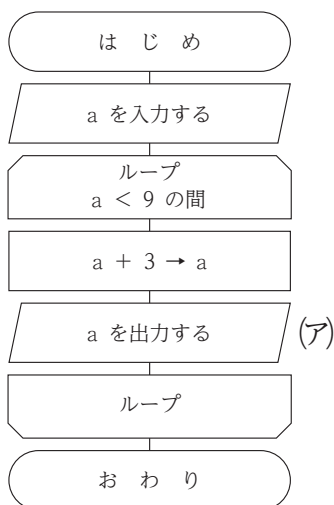 は じ め
a を入力する
ループ
a < 9 の間
a + 3 → a
a を出力する
(ア)
ループ
お わ り